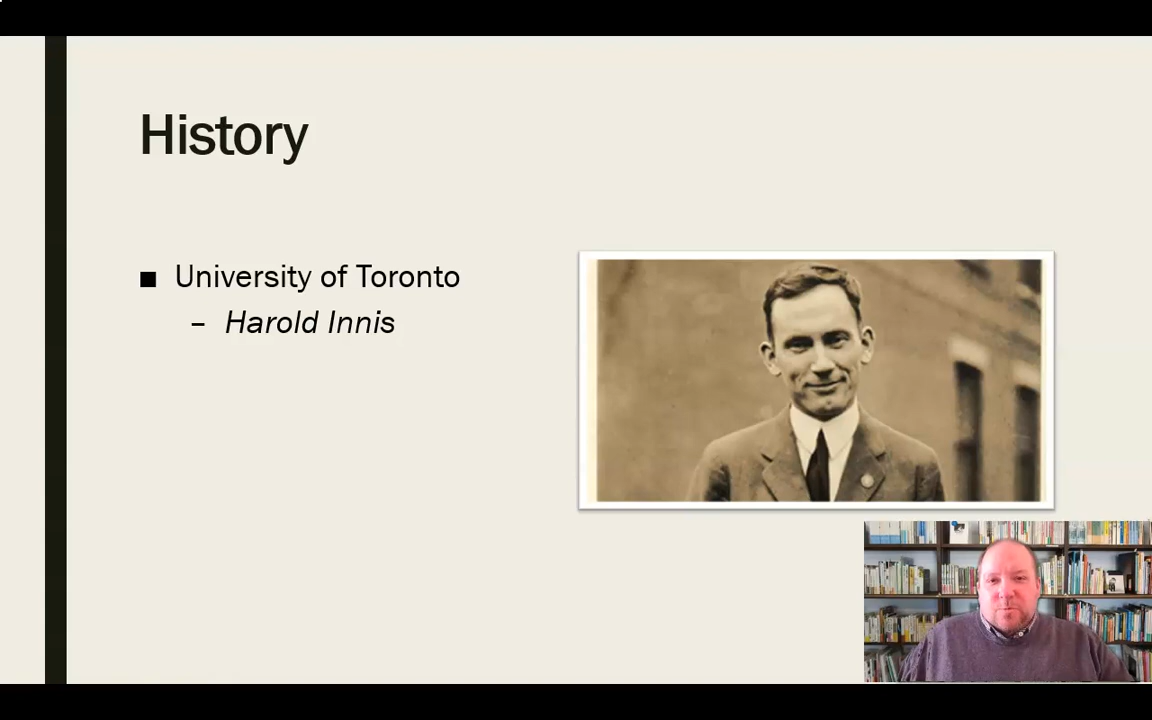 History
■ University of Toronto
– Harold Innis